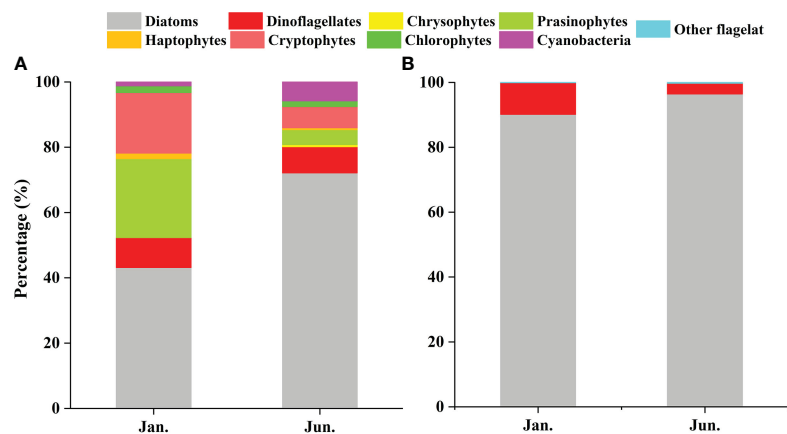 Diatoms Dinoflagellates Chrysophytes Prasinophytes Other flagelat
Haptophytes Cryptophytes Chlorophytes Cyanobacteria
A
B
Percentage (%)
100
80
60
40
20
0
Jan. Jun.
100
80
60
40
20
0
Jan. Jun.